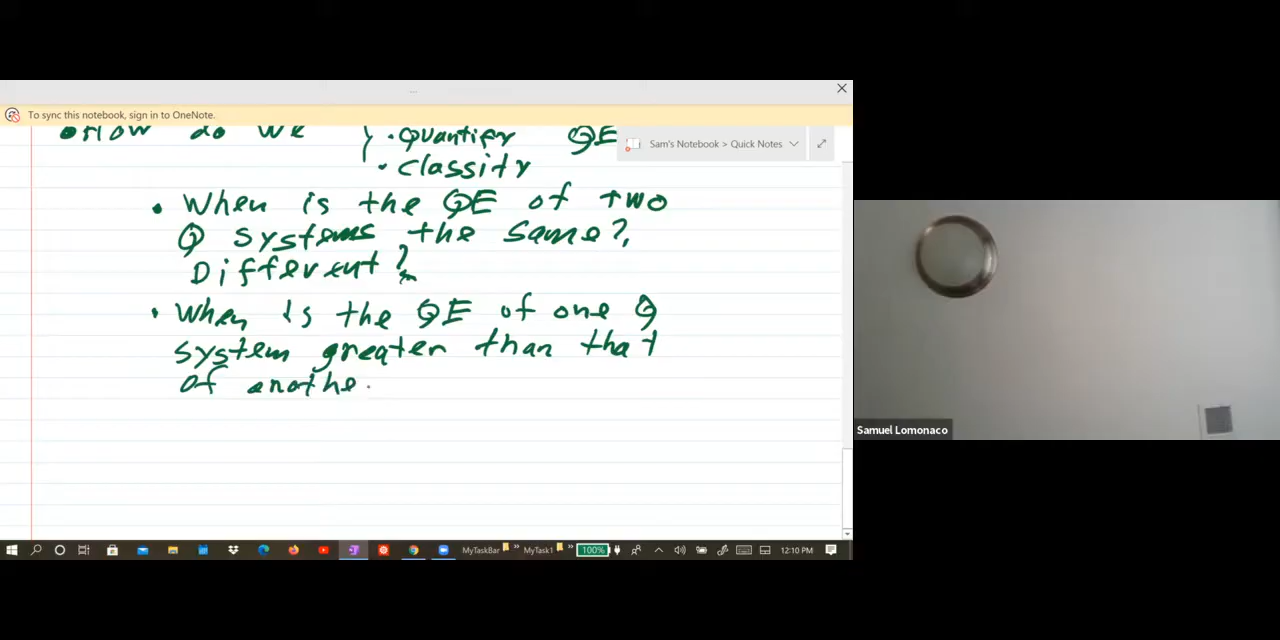 ...
To sync this notebook, sign in to OneNote.
• How do we • Quantify QE
• Classify
Sam's Notebook > Quick Notes
• When is the QE of two
Q systems the same?,
Different?
• When is the QE of one Q
system greater than that
of anothe
Samuel Lomonaco
MyTaskBar » MyTask1 » 100% 12:10 PM